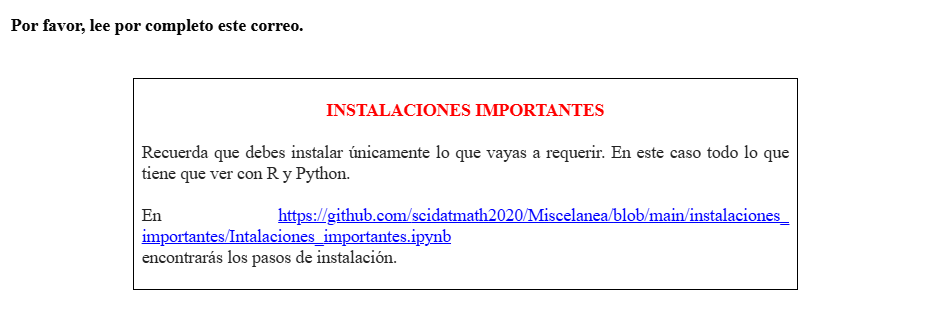 Por favor, lee por completo este correo.
INSTALACIONES IMPORTANTES
Recuerda que debes instalar únicamente lo que vayas a requerir. En este caso todo lo que
tiene que ver con R y Python.
En https://github.com/scidatmath2020/Miscelanea/blob/main/instalaciones_
importantes/Intalaciones_importantes.ipynb
encontrarás los pasos de instalación.